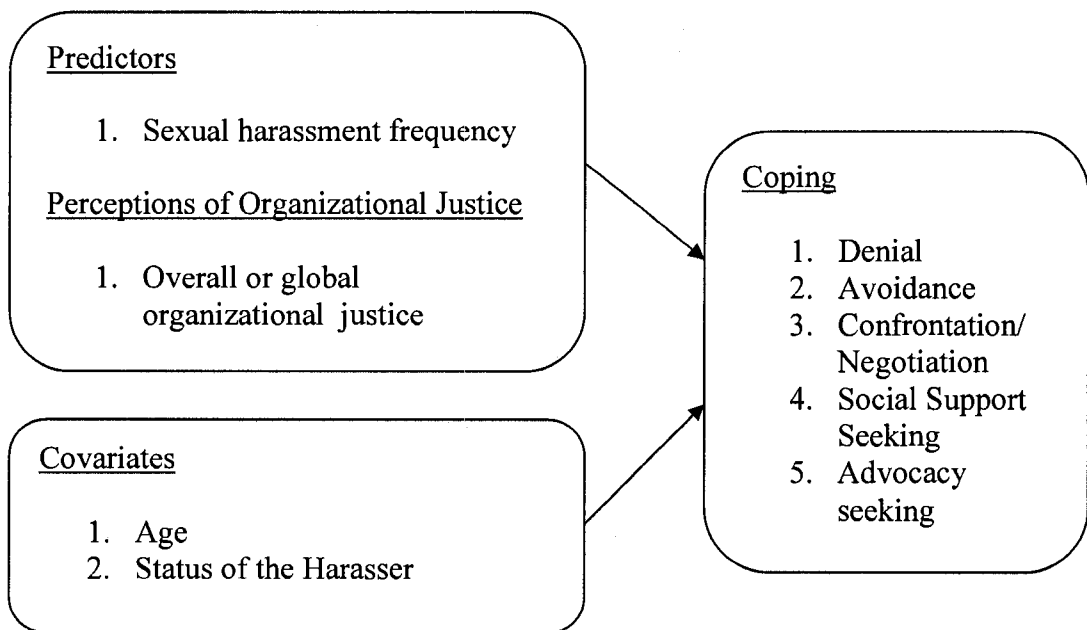 Predictors
1. Sexual harassment frequency
Perceptions of Organizational Justice
1. Overall or global
organizational justice
Covariates
1. Age
2. Status of the Harasser
Coping
1. Denial
2. Avoidance
3. Confrontation/
Negotiation
4. Social Support
Seeking
5. Advocacy
seeking